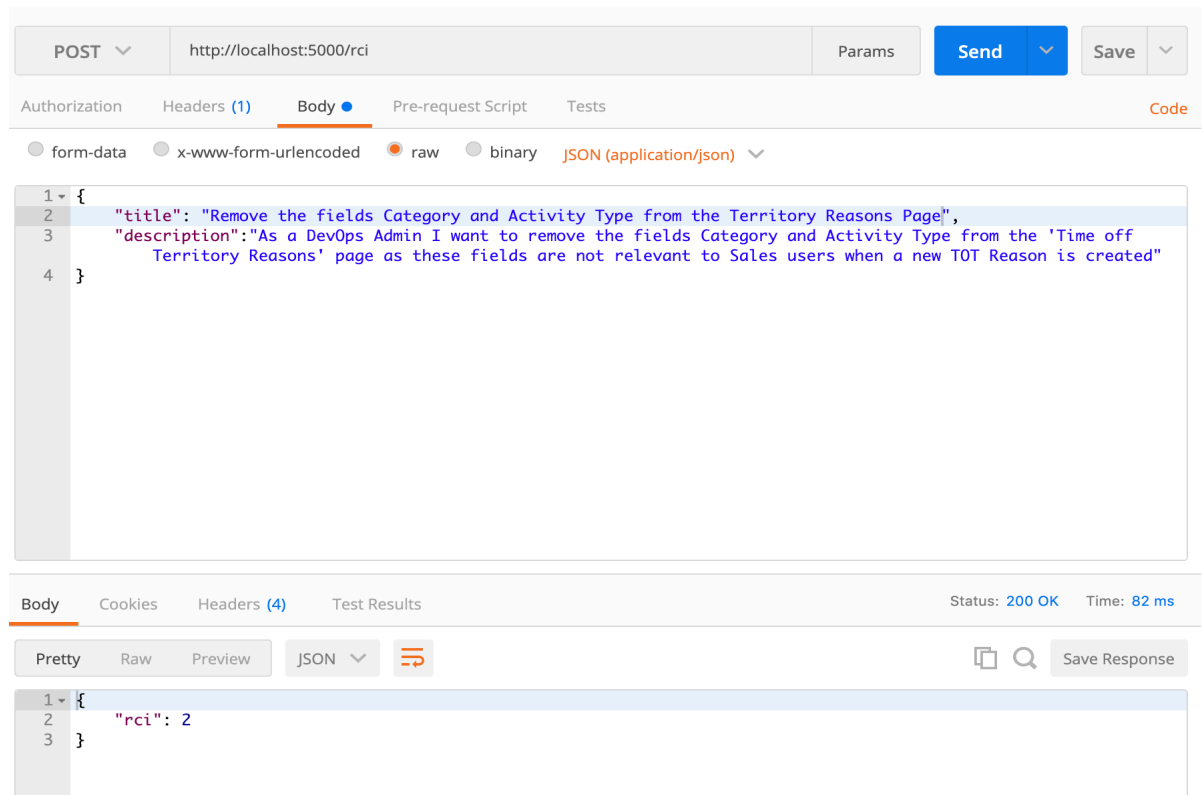 POST http://localhost:5000/rci Params Send Save
Authorization Headers (1) Body Pre-request Script Tests Code
form-data x-www-form-urlencoded raw binary JSON (application/json)
1 {
2 "title": "Remove the fields Category and Activity Type from the Territory Reasons Page",
3 "description":"As a DevOps Admin I want to remove the fields Category and Activity Type from the 'Time off
Territory Reasons' page as these fields are not relevant to Sales users when a new TOT Reason is created"
4 }
Body Cookies Headers (4) Test Results Status: 200 OK Time: 82 ms
Pretty Raw Preview JSON Save Response
1 {
2 "rci": 2
3 }